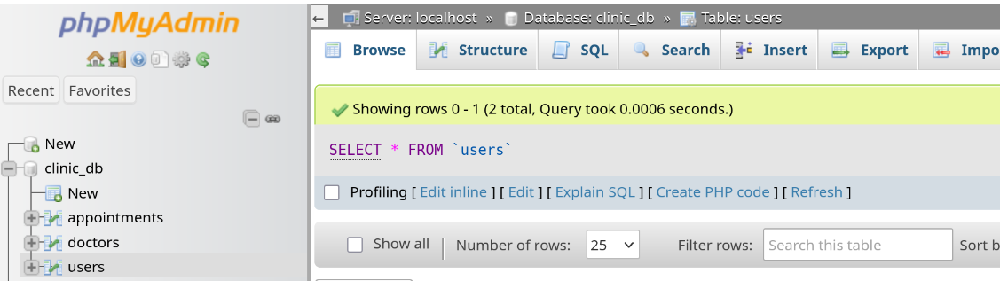 phpMyAdmin
Recent Favorites
New
clinic_db
New
appointments
doctors
users
Server: localhost » Database: clinic_db » Table: users
Browse Structure SQL Search Insert Export Impo
Showing rows 0 - 1 (2 total, Query took 0.0006 seconds.)
SELECT * FROM `users`
Profiling [ Edit inline ] [ Edit ] [ Explain SQL ] [ Create PHP code ] [ Refresh ]
Show all | Number of rows: 25 Filter rows: Search this table Sort b